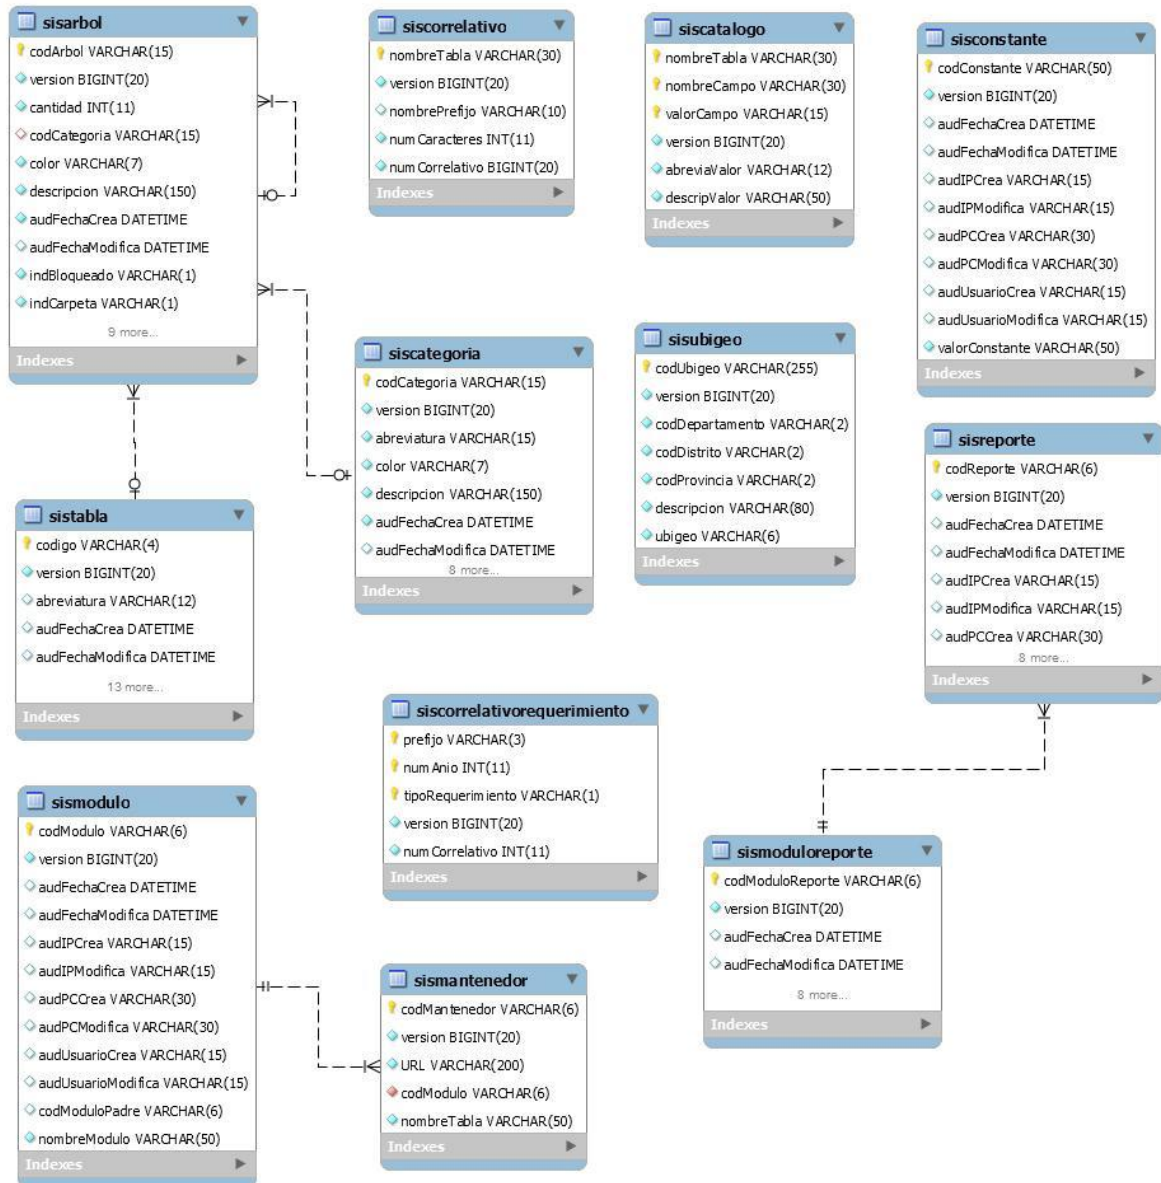 sisarbol
codArbol VARCHAR(15)
version BIGINT(20)
cantidad INT(11)
codCategoria VARCHAR(15)
color VARCHAR(7)
descripcion VARCHAR(150)
audFechaCrea DATETIME
audFechaModifica DATETIME
indBloqueado VARCHAR(1)
indCarpeta VARCHAR(1)
9 more...
Indexes
siscorrelativo
nombreTabla VARCHAR(30)
version BIGINT(20)
nombrePrefijo VARCHAR(10)
numCaracteres INT(11)
numCorrelativo BIGINT(20)
Indexes
siscatalogo
nombreTabla VARCHAR(30)
nombreCampo VARCHAR(30)
valorCampo VARCHAR(15)
version BIGINT(20)
abreviaValor VARCHAR(12)
descripValor VARCHAR(50)
Indexes
sisconstante
codConstante VARCHAR(50)
version BIGINT(20)
audFechaCrea DATETIME
audFechaModifica DATETIME
audIPCrea VARCHAR(15)
audIPModifica VARCHAR(15)
audPCCrea VARCHAR(30)
audPCModifica VARCHAR(30)
audUsuarioCrea VARCHAR(15)
audUsuarioModifica VARCHAR(15)
valorConstante VARCHAR(50)
Indexes
siscategoria
codCategoria VARCHAR(15)
version BIGINT(20)
abreviatura VARCHAR(15)
color VARCHAR(7)
descripcion VARCHAR(150)
audFechaCrea DATETIME
audFechaModifica DATETIME
8 more...
Indexes
sisubigeo
codUbigeo VARCHAR(255)
version BIGINT(20)
codDepartamento VARCHAR(2)
codDistrito VARCHAR(2)
codProvincia VARCHAR(2)
descripcion VARCHAR(80)
ubigeo VARCHAR(6)
Indexes
sisreporte
codReporte VARCHAR(6)
version BIGINT(20)
audFechaCrea DATETIME
audFechaModifica DATETIME
audIPCrea VARCHAR(15)
audIPModifica VARCHAR(15)
audPCCrea VARCHAR(30)
8 more...
Indexes
sistabla
codigo VARCHAR(4)
version BIGINT(20)
abreviatura VARCHAR(12)
audFechaCrea DATETIME
audFechaModifica DATETIME
13 more...
Indexes
siscorrelativorequerimiento
prefijo VARCHAR(3)
numAnio INT(11)
tipoRequerimiento VARCHAR(1)
version BIGINT(20)
numCorrelativo INT(11)
Indexes
sismodulo
codModulo VARCHAR(6)
version BIGINT(20)
audFechaCrea DATETIME
audFechaModifica DATETIME
audIPCrea VARCHAR(15)
audIPModifica VARCHAR(15)
audPCCrea VARCHAR(30)
audPCModifica VARCHAR(30)
audUsuarioCrea VARCHAR(15)
audUsuarioModifica VARCHAR(15)
codModuloPadre VARCHAR(6)
nombreModulo VARCHAR(50)
Indexes
sismoduloreporte
codModuloReporte VARCHAR(6)
version BIGINT(20)
audFechaCrea DATETIME
audFechaModifica DATETIME
8 more...
Indexes
sismantenedor
codMantenedor VARCHAR(6)
version BIGINT(20)
URL VARCHAR(200)
codModulo VARCHAR(6)
nombreTabla VARCHAR(50)
Indexes